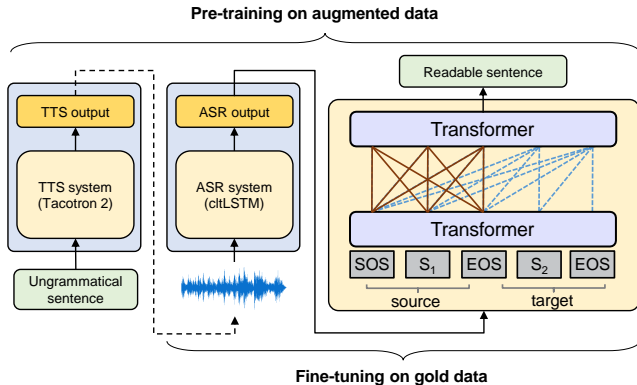 Pre-training on augmented data
TTS output
TTS system
(Tacotron 2)
Ungrammatical
sentence
ASR output
ASR system
(cltLSTM)
Readable sentence
Transformer
Transformer
SOS S₁ EOS S₂ EOS
source target
Fine-tuning on gold data